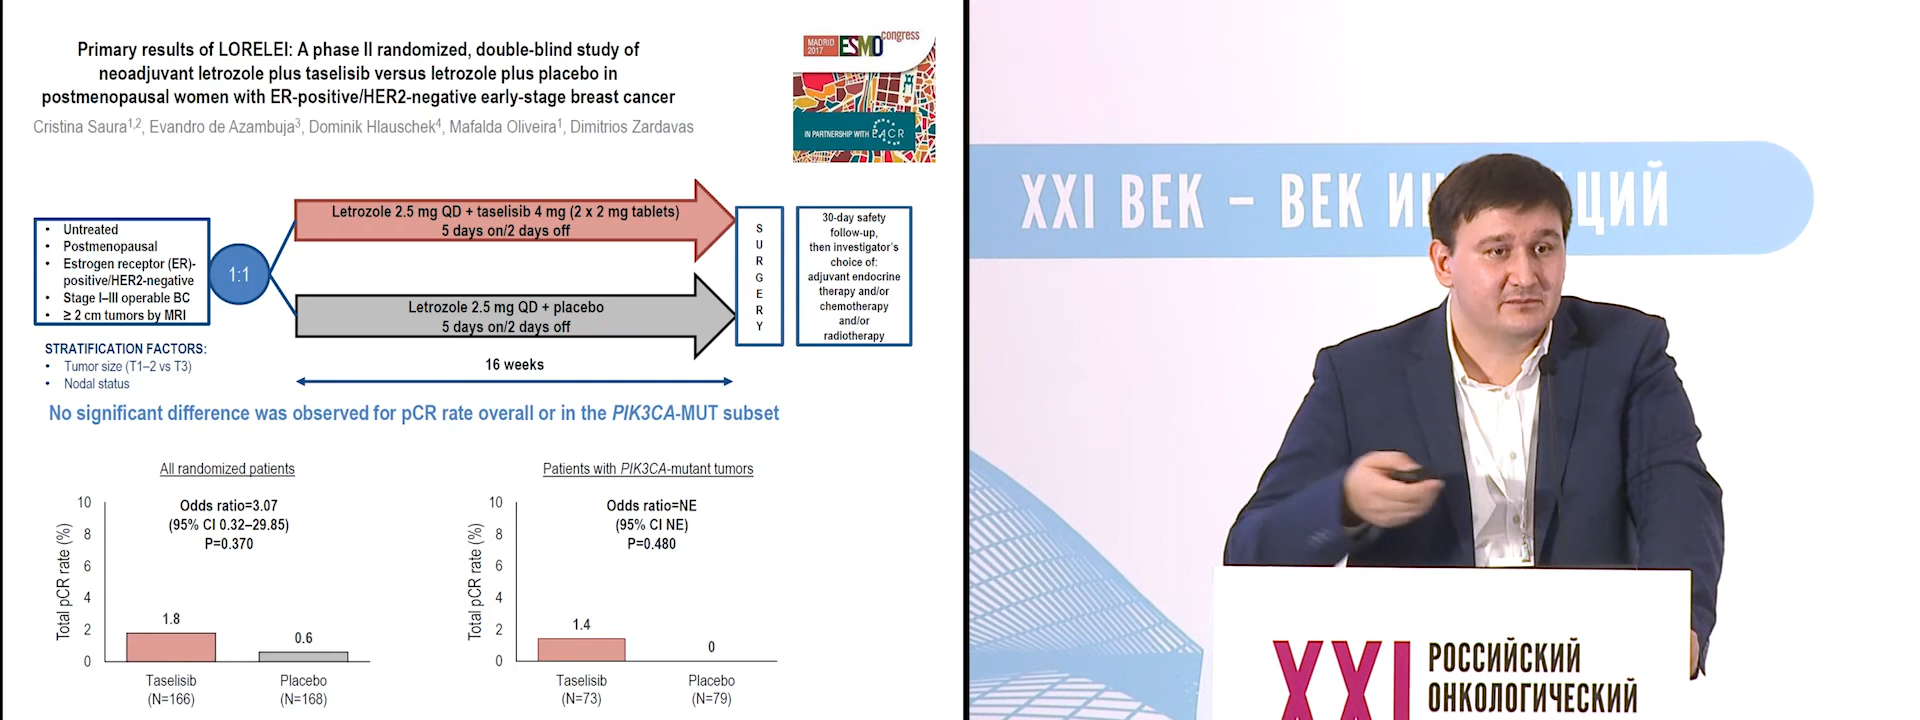 Primary results of LORELEI: A phase II randomized, double-blind study of
neoadjuvant letrozole plus taselisib versus letrozole plus placebo in
postmenopausal women with ER-positive/HER2-negative early-stage breast cancer
Cristina Saura1,2, Evandro de Azambuja3, Dominik Hlauschek4, Mafalda Oliveira1, Dimitrios Zardavas
MADRID
2017
ESMO
congress
IN PARTNERSHIP WITH EACR
• Untreated
• Postmenopausal
• Estrogen receptor (ER)-
positive/HER2-negative
• Stage I–III operable BC
• ≥ 2 cm tumors by MRI
1:1
Letrozole 2.5 mg QD + taselisib 4 mg (2 x 2 mg tablets)
5 days on/2 days off
Letrozole 2.5 mg QD + placebo
5 days on/2 days off
16 weeks
S
U
R
G
E
R
Y
30-day safety
follow-up,
then investigator's
choice of:
adjuvant endocrine
therapy and/or
chemotherapy
and/or
radiotherapy
STRATIFICATION FACTORS:
• Tumor size (T1–2 vs T3)
• Nodal status
No significant difference was observed for pCR rate overall or in the PIK3CA-MUT subset
All randomized patients
Odds ratio=3.07
(95% CI 0.32–29.85)
P=0.370
Total pCR rate (%)
10
8
6
4
2
0
1.8
0.6
Taselisib
(N=166)
Placebo
(N=168)
Patients with PIK3CA-mutant tumors
Odds ratio=NE
(95% CI NE)
P=0.480
Total pCR rate (%)
10
8
6
4
2
0
1.4
0
Taselisib
(N=73)
Placebo
(N=79)
XXI ВЕК – ВЕК
XXI
РОССИЙСКИЙ
ОНКОЛОГИЧЕСКИЙ